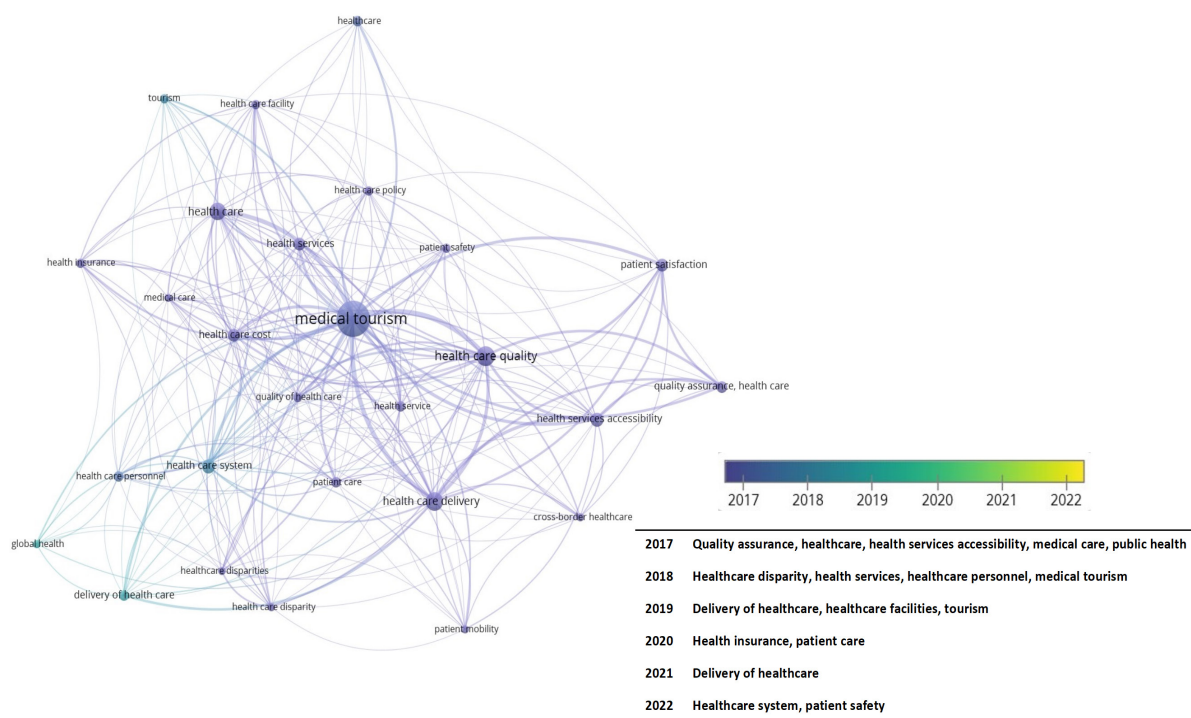 healthcare
tourism
health care facility
health care policy
health care
health services
patient safety
health insurance
patient satisfaction
medical care
medical tourism
health care cost
health care quality
quality assurance, health care
quality of health care
health service
health services accessibility
health care system
health care personnel
patient care
health care delivery
cross-border healthcare
global health
healthcare disparities
delivery of health care
health care disparity
patient mobility
2017 2018 2019 2020 2021 2022
2017 Quality assurance, healthcare, health services accessibility, medical care, public health
2018 Healthcare disparity, health services, healthcare personnel, medical tourism
2019 Delivery of healthcare, healthcare facilities, tourism
2020 Health insurance, patient care
2021 Delivery of healthcare
2022 Healthcare system, patient safety